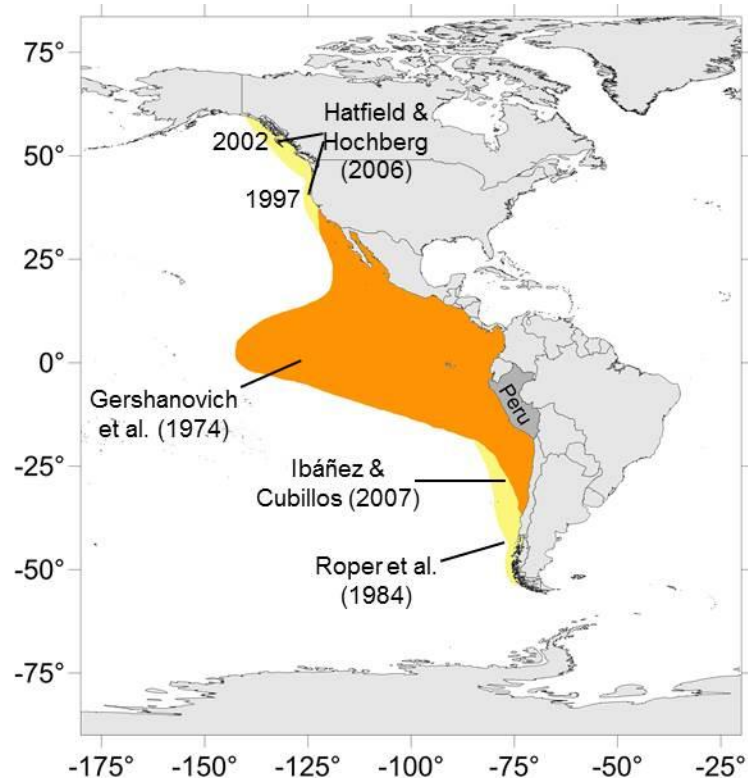 75°
50°
25°
0°
-25°
-50°
-75°
Hatfield &
Hochberg
(2006)
2002
1997
Gershanovich
et al. (1974)
Peru
Ibáñez &
Cubillos (2007)
Roper et al.
(1984)
-180° -150° -125° -100° -75° -50° -25°